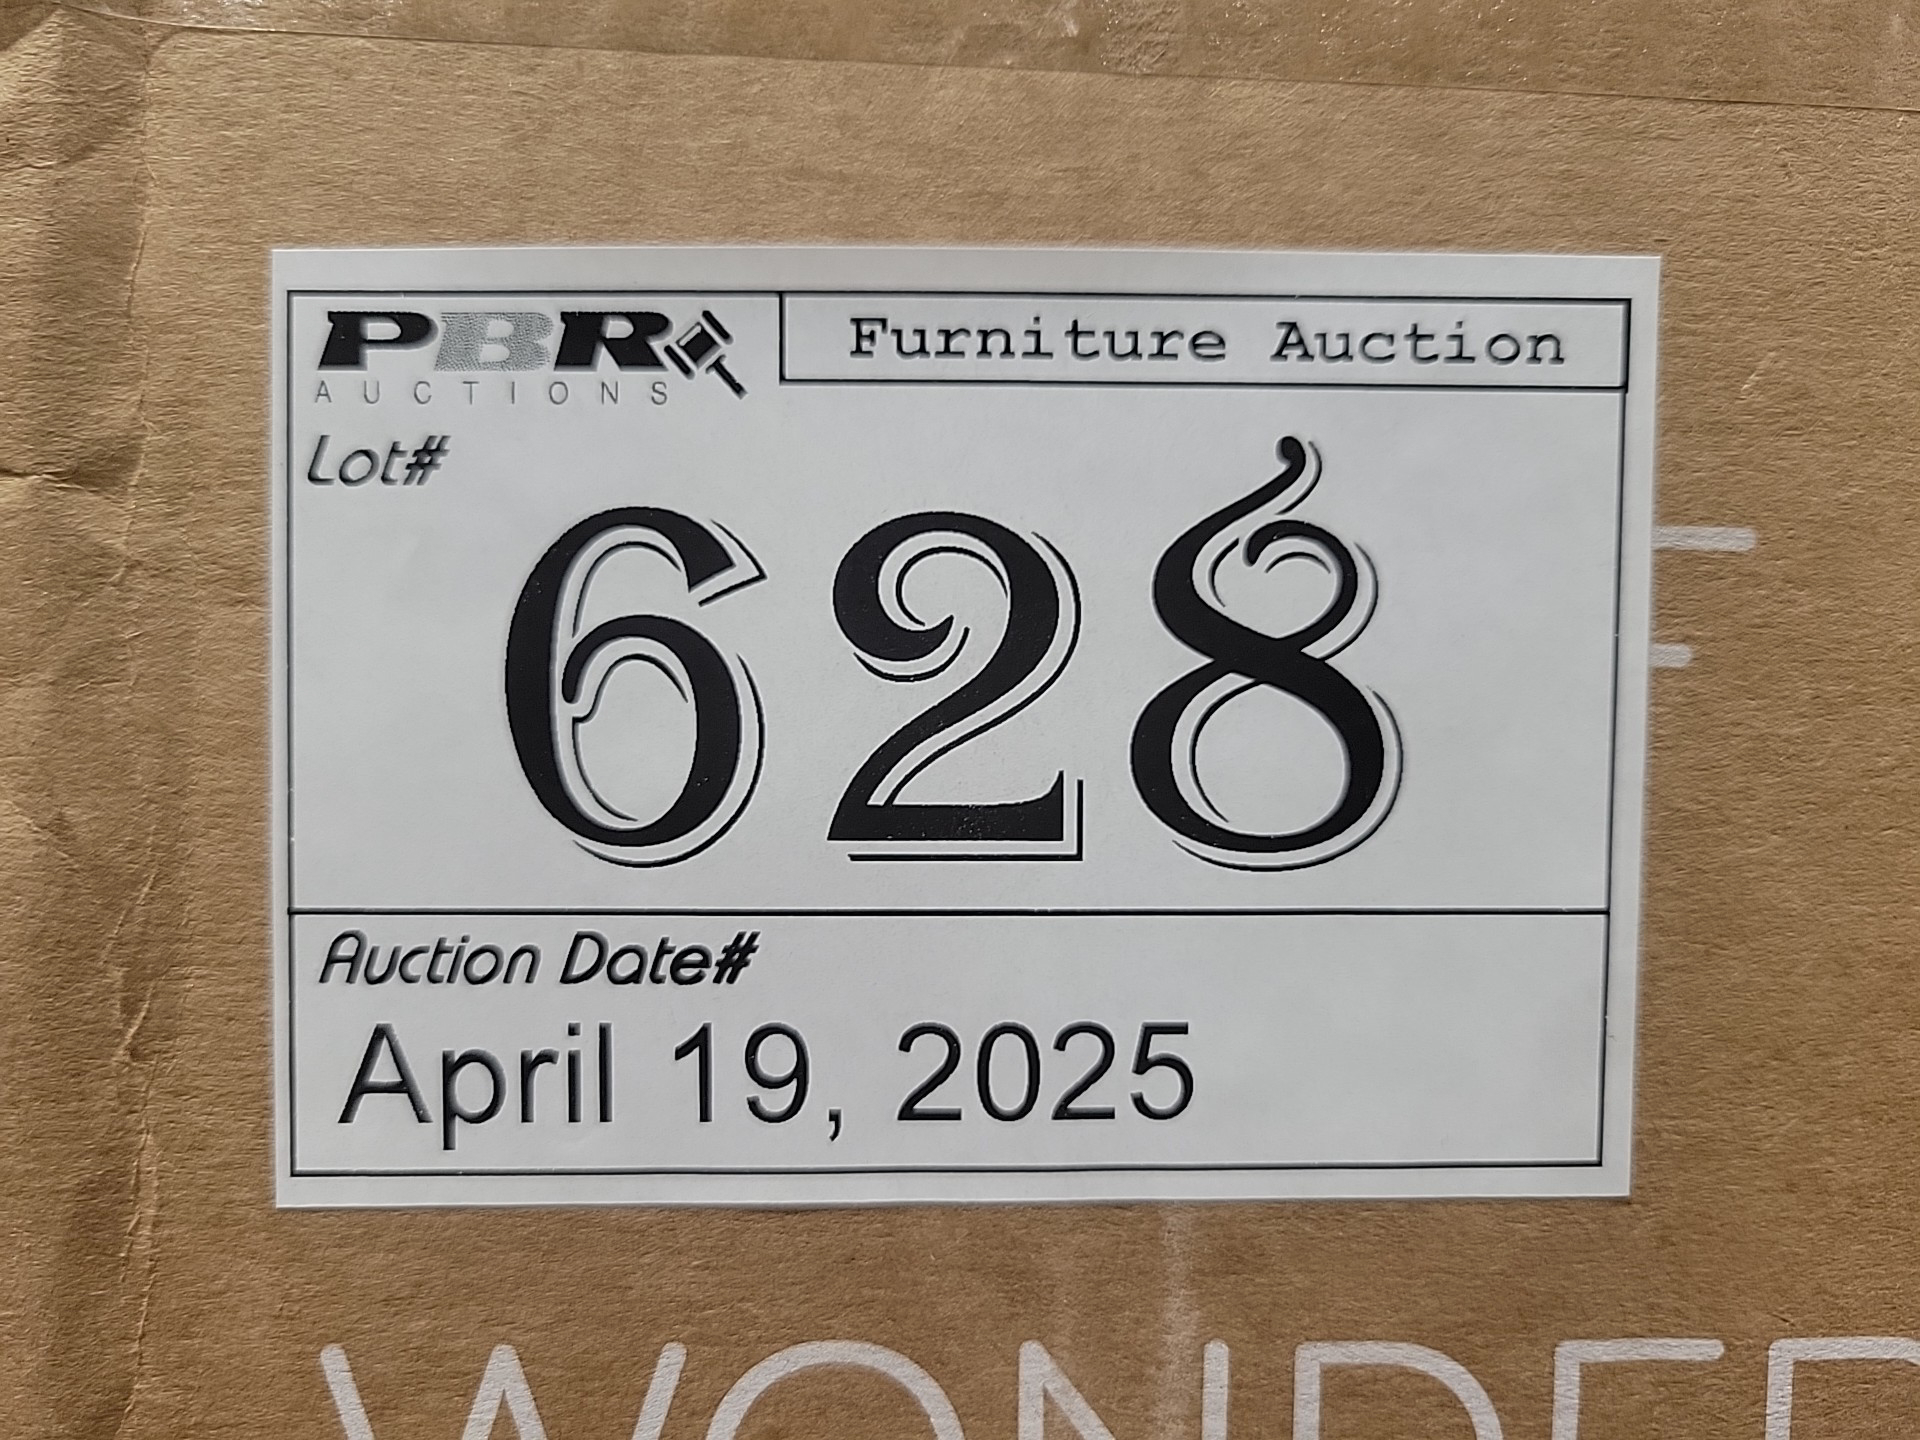 PBR
AUCTIONS
Furniture Auction
Lot#
628
Auction Date#
April 19, 2025